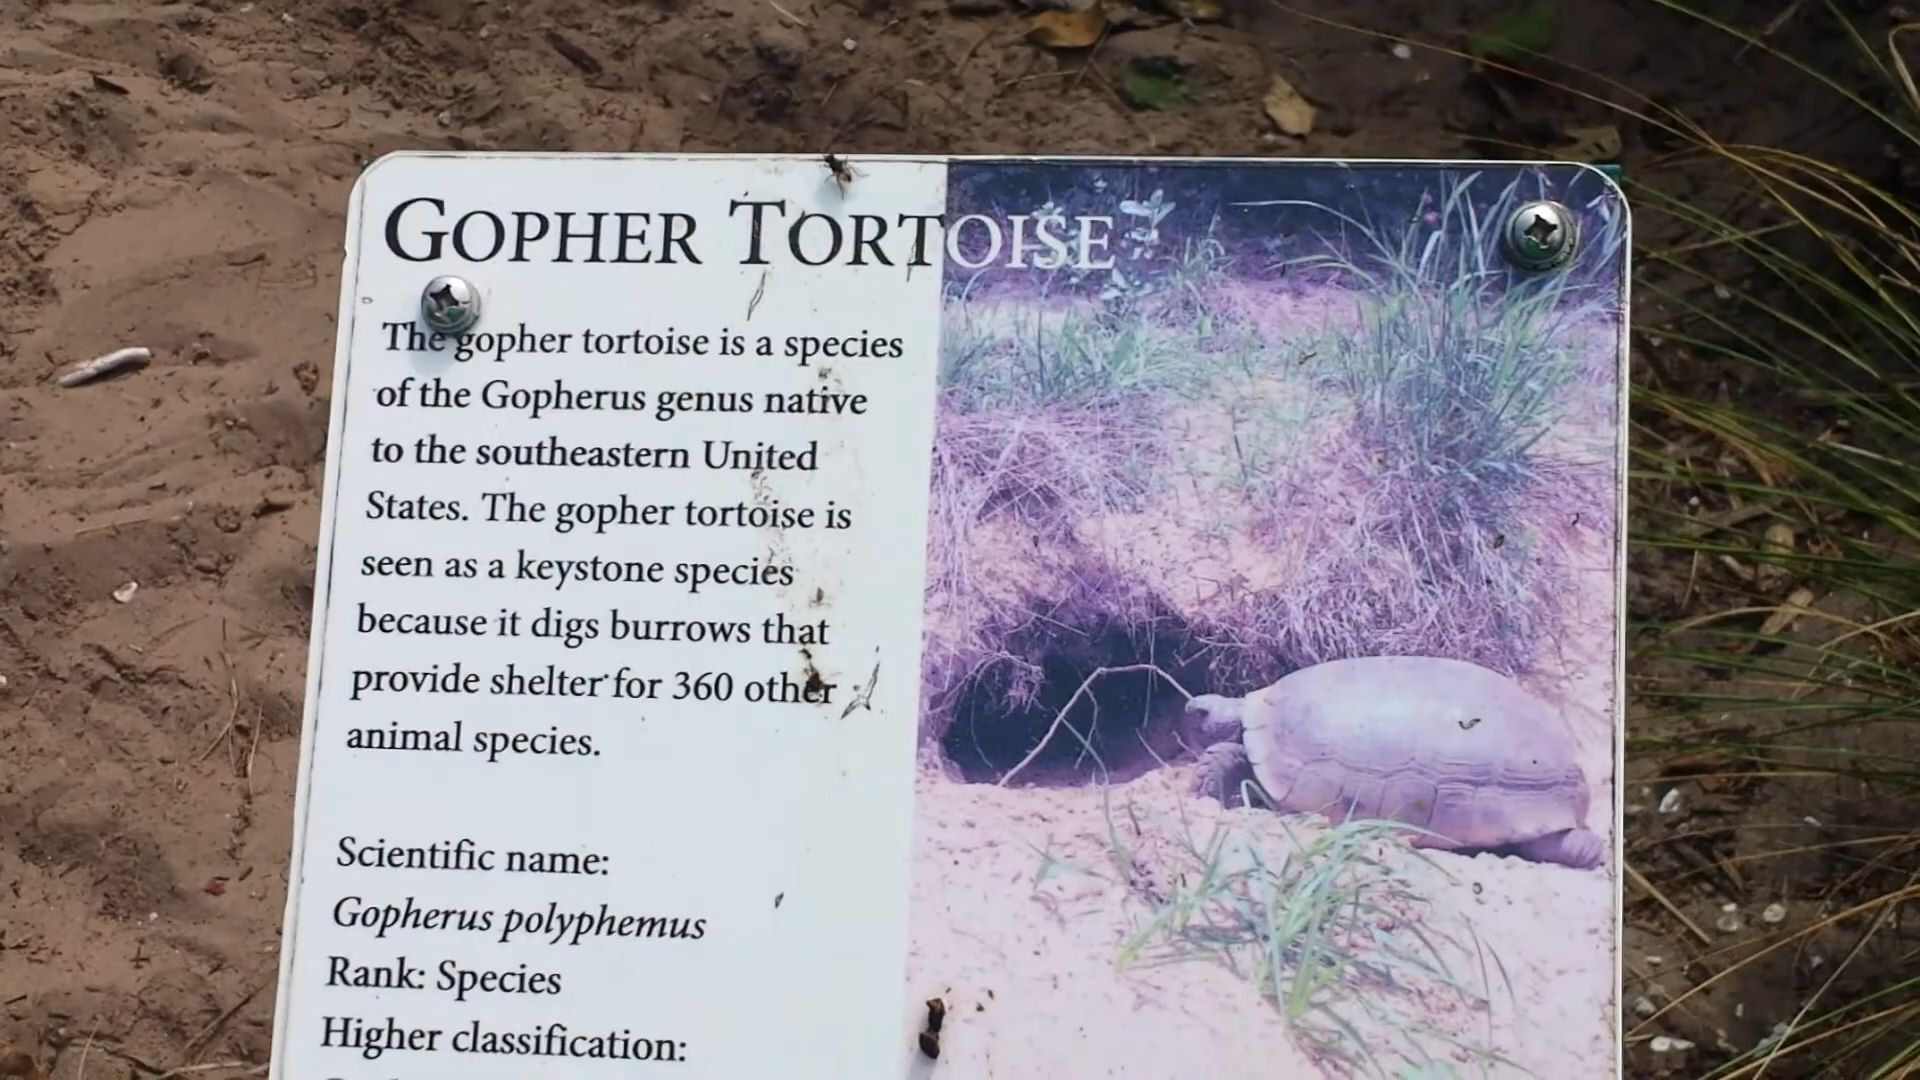 GOPHER TORTOISE
The gopher tortoise is a species
of the Gopherus genus native
to the southeastern United
States. The gopher tortoise is
seen as a keystone species
because it digs burrows that
provide shelter for 360 other
animal species.
Scientific name:
Gopherus polyphemus
Rank: Species
Higher classification: